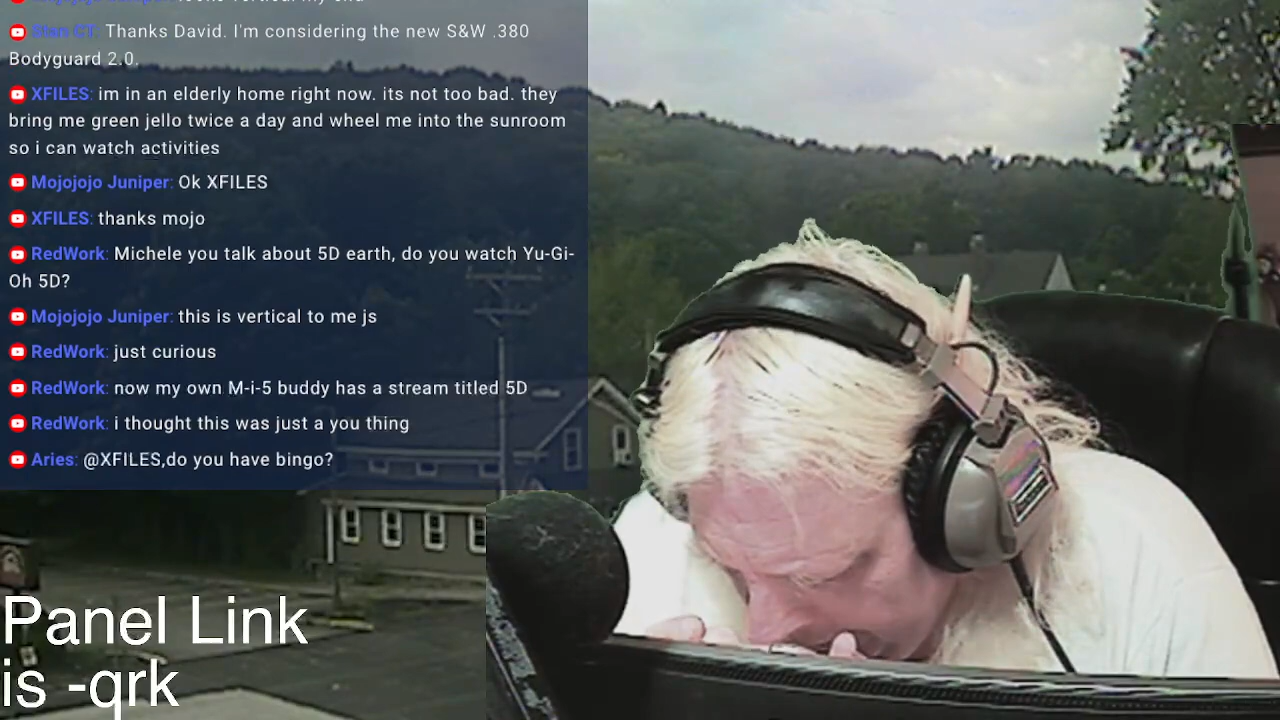 Thanks David. I'm considering the new S&W .380
Bodyguard 2.0.
XFILES: im in an elderly home right now. its not too bad. they
bring me green jello twice a day and wheel me into the sunroom
so i can watch activities
Mojojojo Juniper: Ok XFILES
XFILES: thanks mojo
RedWork: Michele you talk about 5D earth, do you watch Yu-Gi-
Oh 5D?
Mojojojo Juniper: this is vertical to me js
RedWork: just curious
RedWork: now my own M-i-5 buddy has a stream titled 5D
RedWork: i thought this was just a you thing
Aries: @XFILES,do you have bingo?
Panel Link
is -qrk